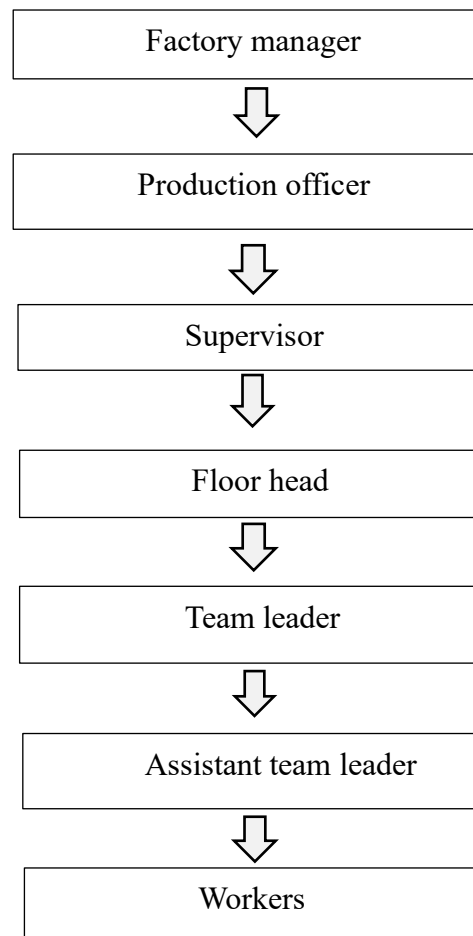 Factory manager
Production officer
Supervisor
Floor head
Team leader
Assistant team leader
Workers